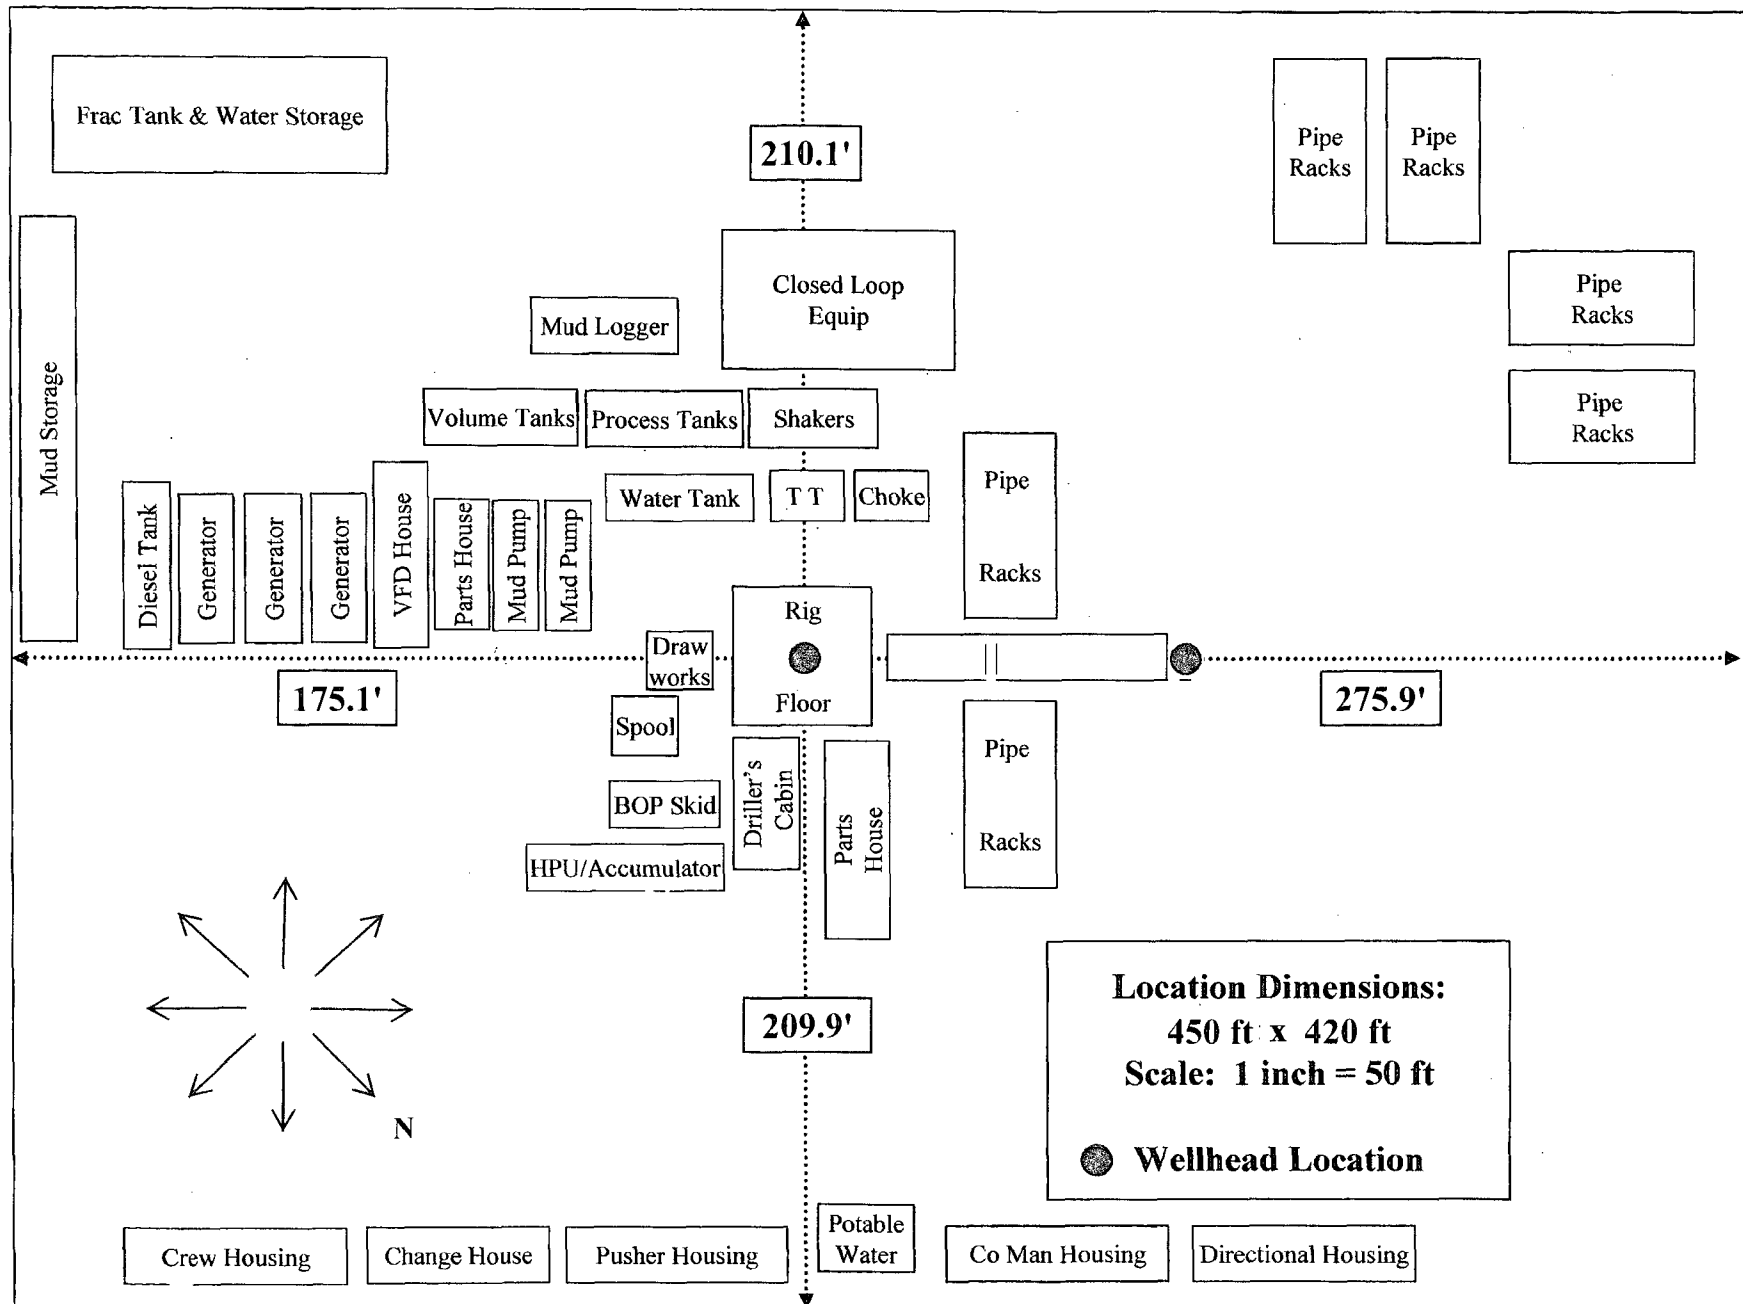 Frac Tank & Water Storage
210.1'
Pipe
Racks
Pipe
Racks
Closed Loop
Equip
Pipe
Racks
Mud Logger
Mud Storage
Volume Tanks
Process Tanks
Shakers
Pipe
Racks
Diesel Tank
Generator
Generator
Generator
VFD House
Parts House
Mud Pump
Mud Pump
Water Tank
T T
Choke
Pipe
Racks
Rig
Floor
Draw
works
175.1'
275.9'
Spool
Pipe
Racks
BOP Skid
Driller's
Cabin
Parts
House
HPU/Accumulator
N
209.9'
Location Dimensions:
450 ft x 420 ft
Scale: 1 inch = 50 ft
Wellhead Location
Crew Housing
Change House
Pusher Housing
Potable
Water
Co Man Housing
Directional Housing